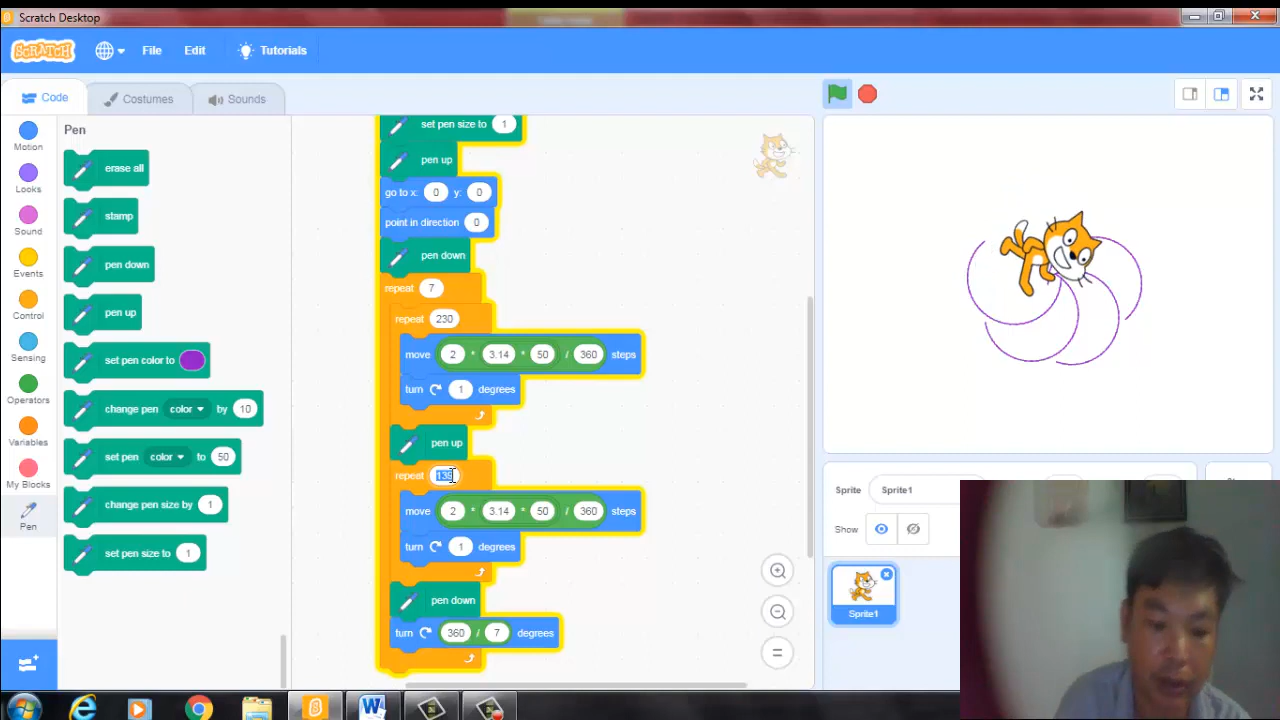 Scratch Desktop
SCRATCH File Edit Tutorials
Code Costumes Sounds
Motion
Looks
Sound
Events
Control
Sensing
Operators
Variables
My Blocks
Pen
Pen
erase all
stamp
pen down
pen up
set pen color to
change pen color by 10
set pen color to 50
change pen size by 1
set pen size to 1
set pen size to 1
pen up
go to x: 0 y: 0
point in direction 0
pen down
repeat 7
repeat 230
move 2 * 3.14 * 50 / 360 steps
turn 1 degrees
pen up
repeat
move 2 * 3.14 * 50 / 360 steps
turn 1 degrees
pen down
turn 360 / 7 degrees
Sprite Sprite1
Show
Sprite1